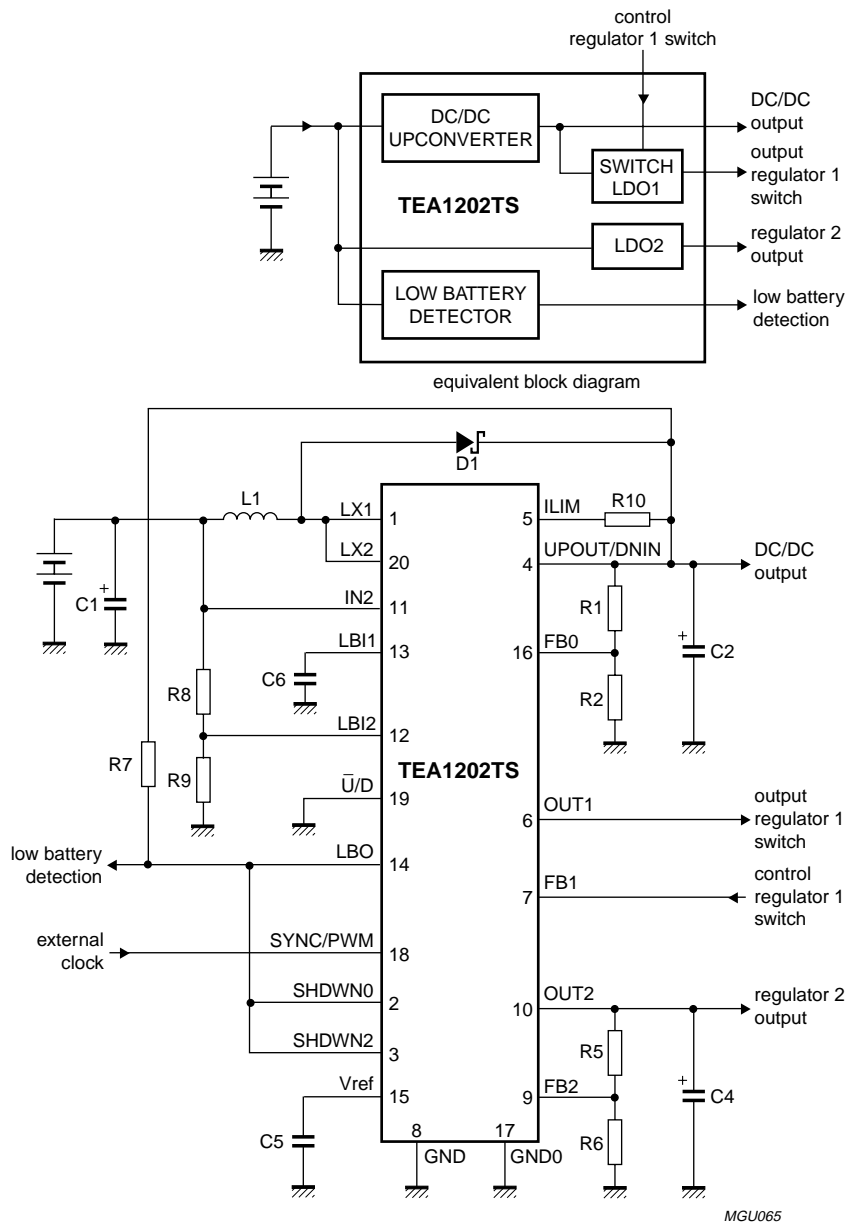 control
regulator 1 switch
DC/DC
UPCONVERTER
DC/DC
output
SWITCH
LDO1
output
regulator 1
switch
TEA1202TS
LDO2
regulator 2
output
LOW BATTERY
DETECTOR
low battery
detection
equivalent block diagram
D1
L1
LX1
1
5
ILIM
R10
LX2
20
4
UPOUT/DNIN
DC/DC
output
C1
+
IN2
11
R1
LBI1
13
16
FB0
+
C2
C6
R8
R2
LBI2
12
R7
R9
TEA1202TS
U̅/D
19
6
OUT1
output
regulator 1
switch
low battery
detection
LBO
14
7
FB1
control
regulator 1
switch
external
clock
SYNC/PWM
18
SHDWN0
2
10
OUT2
regulator 2
output
SHDWN2
3
R5
Vref
15
9
FB2
+
C4
C5
8
GND
17
GND0
R6
MGU065